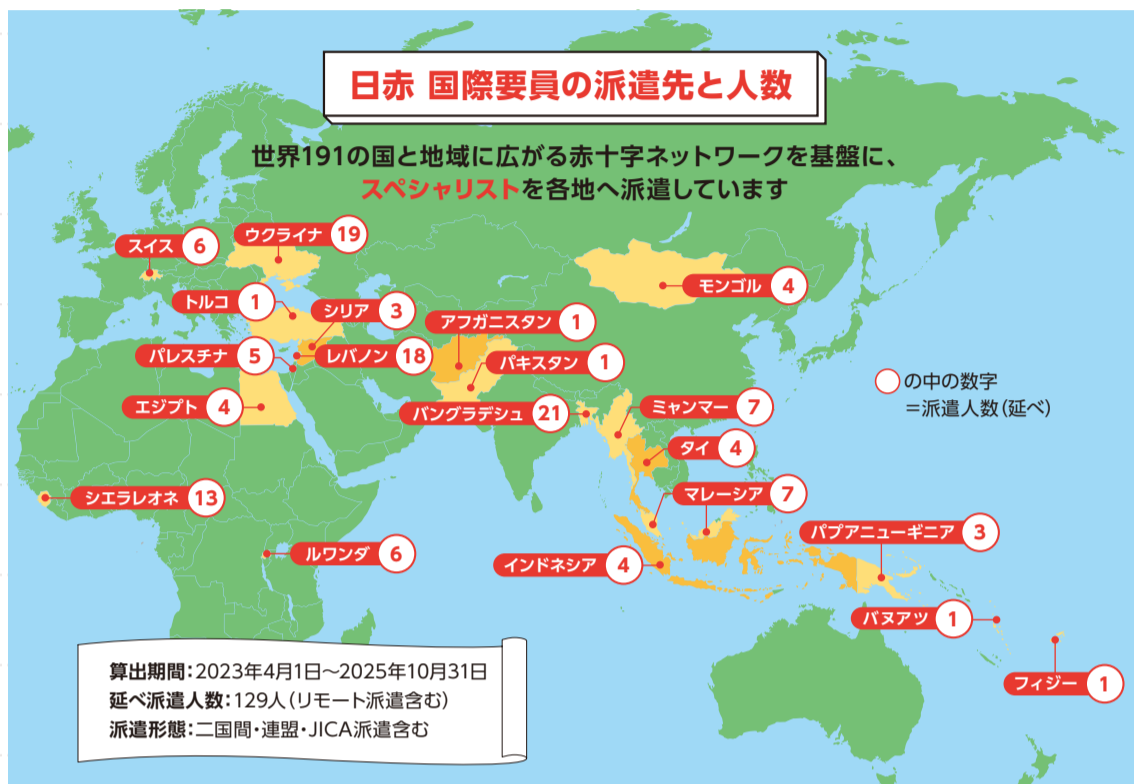 日赤 国際要員の派遣先と人数
世界191の国と地域に広がる赤十字ネットワークを基盤に、
スペシャリストを各地へ派遣しています
スイス 6
ウクライナ 19
トルコ 1
シリア 3
モンゴル 4
アフガニスタン 1
パレスチナ 5
レバノン 18
パキスタン 1
エジプト 4
バングラデシュ 21
ミャンマー 7
○の中の数字
＝派遣人数(延べ)
タイ 4
シエラレオネ 13
マレーシア 7
パプアニューギニア 3
ルワンダ 6
インドネシア 4
バヌアツ 1
フィジー 1
算出期間：2023年4月1日〜2025年10月31日
延べ派遣人数：129人(リモート派遣含む)
派遣形態：二国間・連盟・JICA派遣含む